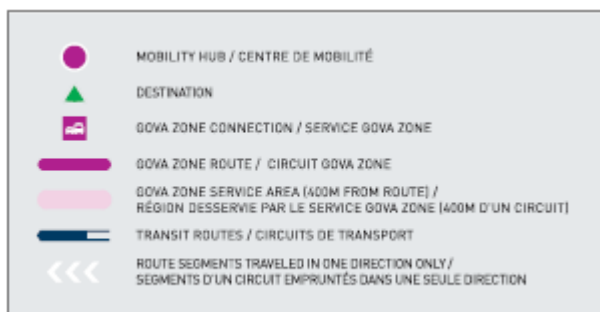 MOBILITY HUB / CENTRE DE MOBILITÉ
DESTINATION
GOVA ZONE CONNECTION / SERVICE GOVA ZONE
GOVA ZONE ROUTE / CIRCUIT GOVA ZONE
GOVA ZONE SERVICE AREA (400M FROM ROUTE) /
RÉGION DESSERVIE PAR LE SERVICE GOVA ZONE (400M D'UN CIRCUIT)
TRANSIT ROUTES / CIRCUITS DE TRANSPORT
ROUTE SEGMENTS TRAVELED IN ONE DIRECTION ONLY /
SEGMENTS D'UN CIRCUIT EMPRUNTÉS DANS UNE SEULE DIRECTION